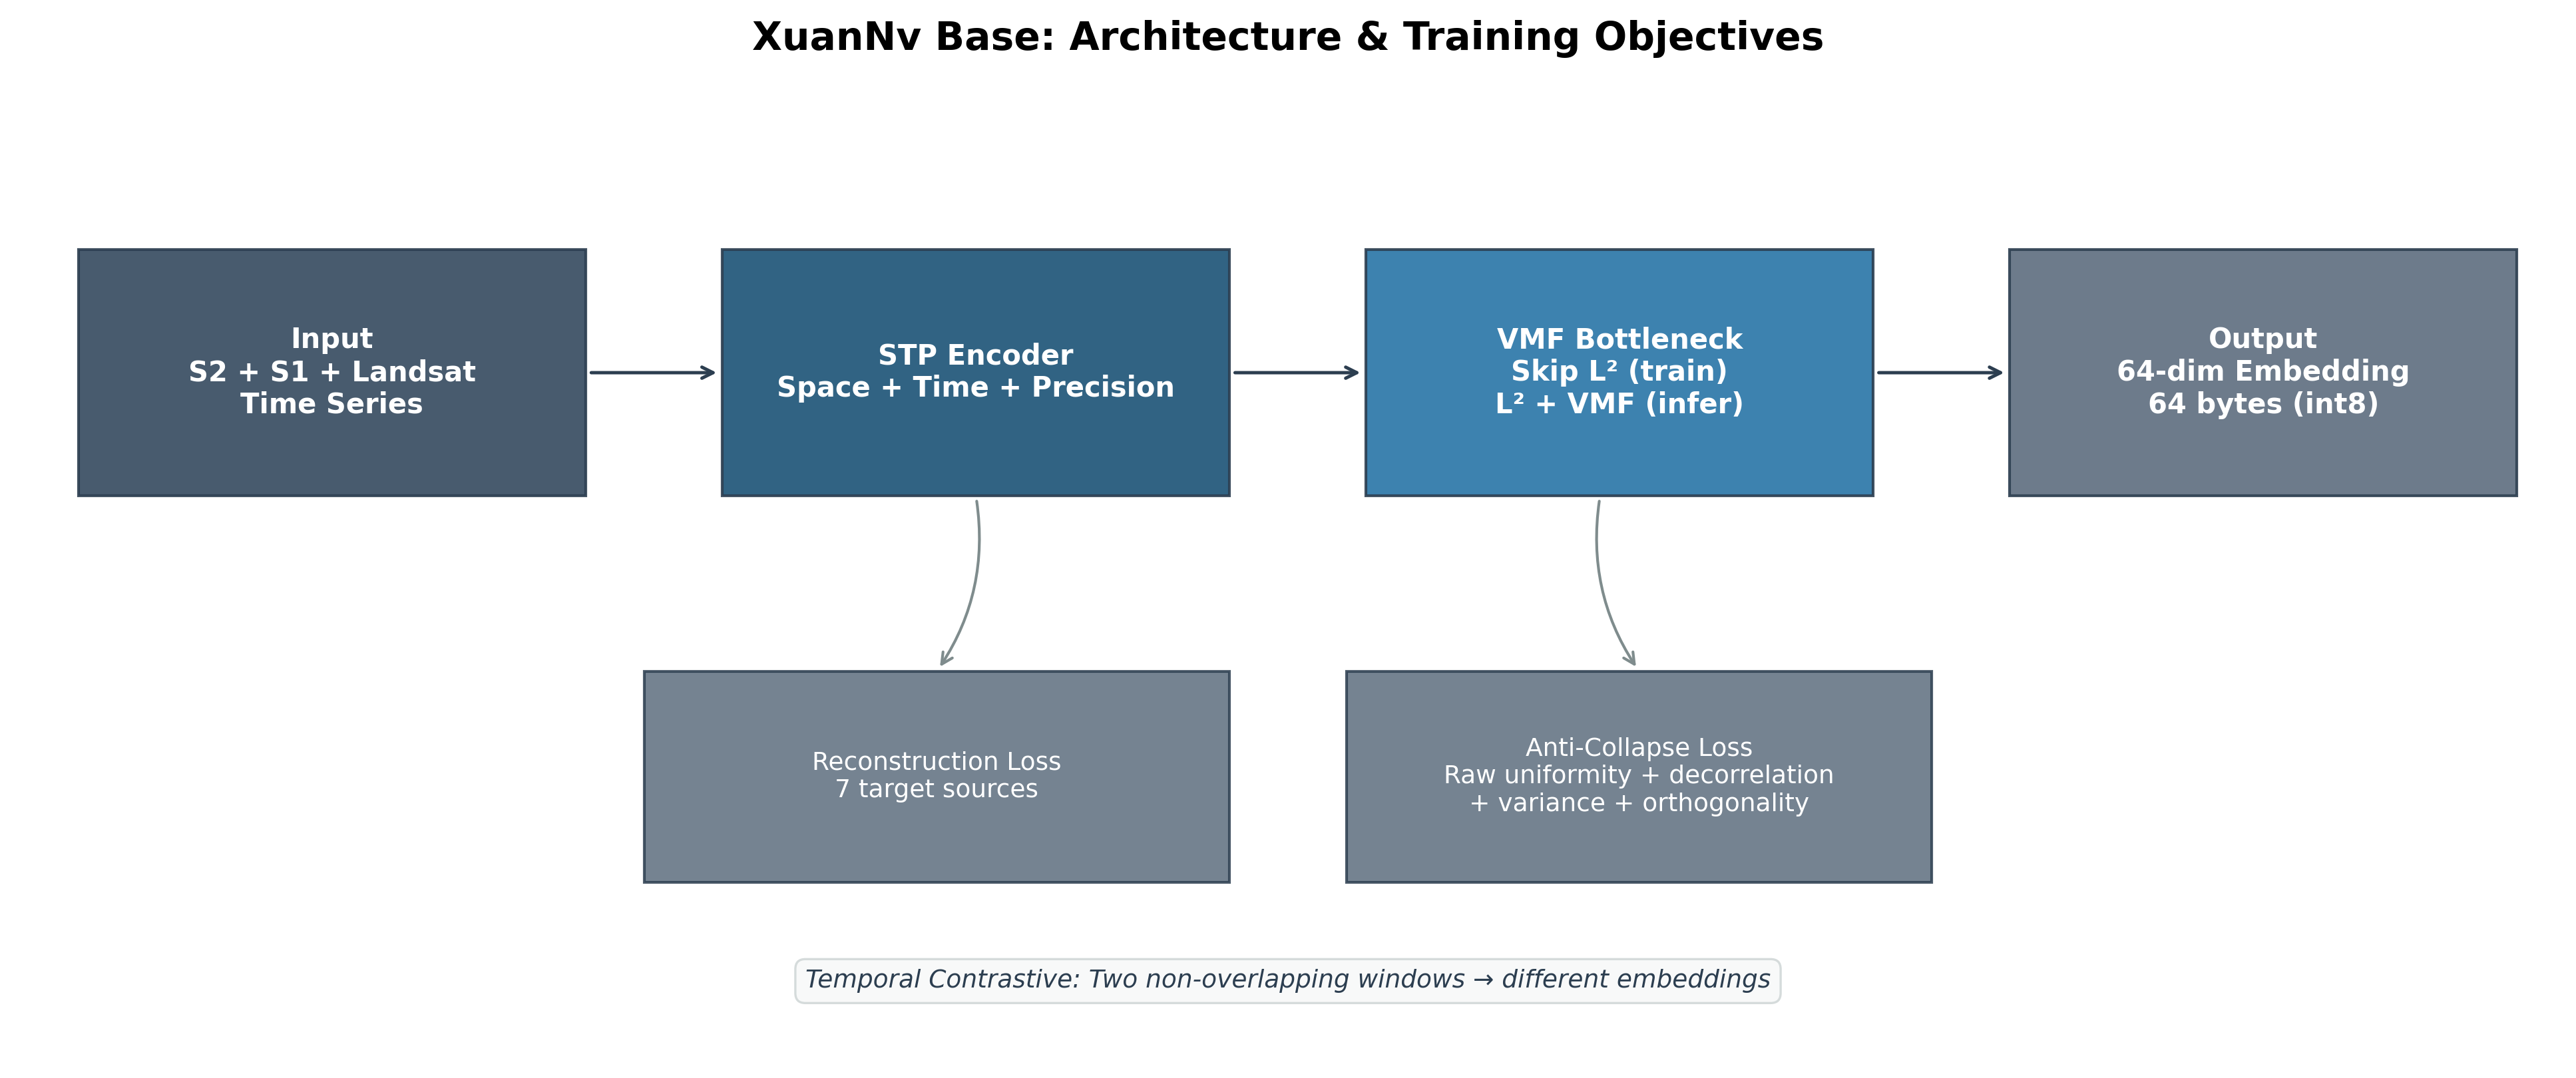 XuanNv Base: Architecture & Training Objectives
Input
S2 + S1 + Landsat
Time Series
STP Encoder
Space + Time + Precision
VMF Bottleneck
Skip L² (train)
L² + VMF (infer)
Output
64-dim Embedding
64 bytes (int8)
Reconstruction Loss
7 target sources
Anti-Collapse Loss
Raw uniformity + decorrelation
+ variance + orthogonality
Temporal Contrastive: Two non-overlapping windows → different embeddings